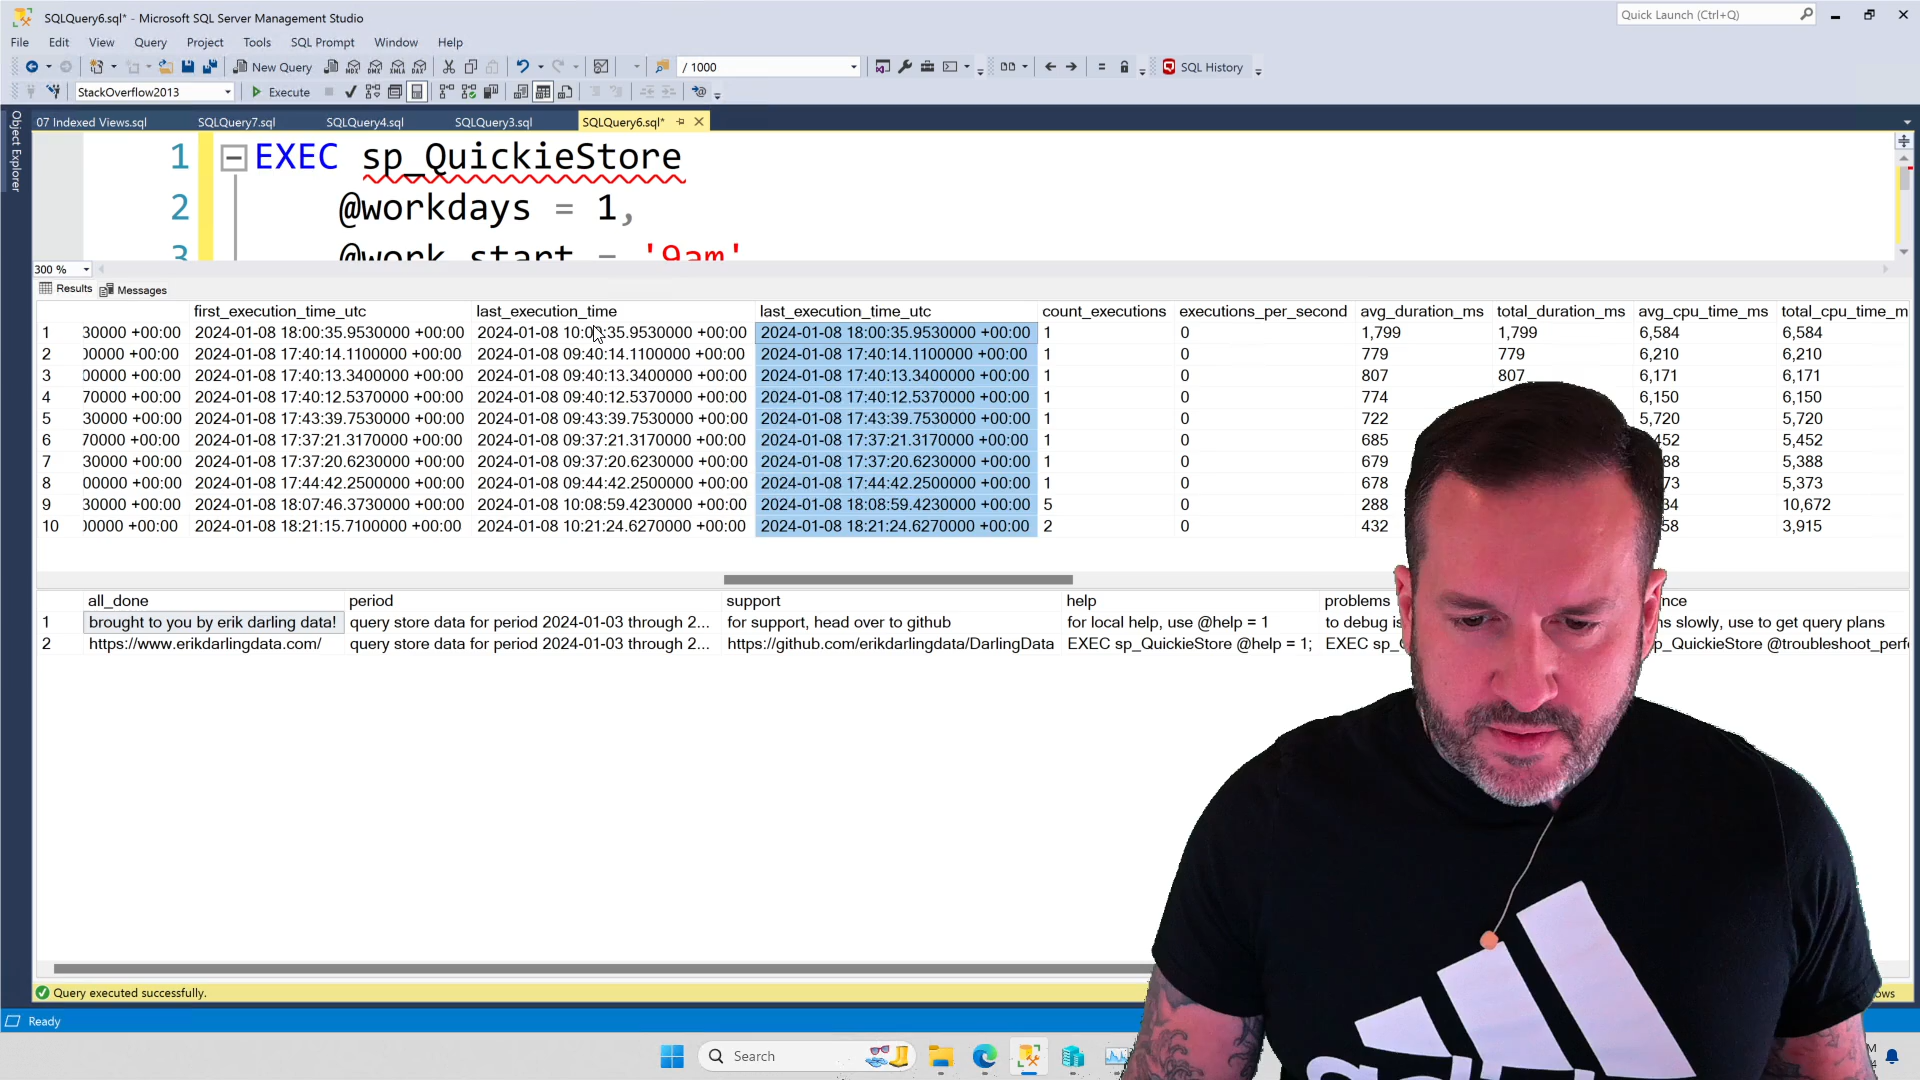 SQLQuery6.sql* - Microsoft SQL Server Management Studio
Quick Launch (Ctrl+Q)
File Edit View Query Project Tools SQL Prompt Window Help
New Query / 1000 SQL History
StackOverflow2013 Execute
07 Indexed Views.sql SQLQuery7.sql SQLQuery4.sql SQLQuery3.sql SQLQuery6.sql*
Object Explorer
1 EXEC sp_QuickieStore
2 @workdays = 1,
3 @work_start = '9am'
300 %
Results Messages
first_execution_time_utc last_execution_time last_execution_time_utc count_executions executions_per_second avg_duration_ms total_duration_ms avg_cpu_time_ms total_cpu_time_m
1 30000 +00:00 2024-01-08 18:00:35.9530000 +00:00 2024-01-08 10:00:35.9530000 +00:00 2024-01-08 18:00:35.9530000 +00:00 1 0 1,799 1,799 6,584 6,584
2 00000 +00:00 2024-01-08 17:40:14.1100000 +00:00 2024-01-08 09:40:14.1100000 +00:00 2024-01-08 17:40:14.1100000 +00:00 1 0 779 779 6,210 6,210
3 00000 +00:00 2024-01-08 17:40:13.3400000 +00:00 2024-01-08 09:40:13.3400000 +00:00 2024-01-08 17:40:13.3400000 +00:00 1 0 807 807 6,171 6,171
4 70000 +00:00 2024-01-08 17:40:12.5370000 +00:00 2024-01-08 09:40:12.5370000 +00:00 2024-01-08 17:40:12.5370000 +00:00 1 0 774 6,150 6,150
5 30000 +00:00 2024-01-08 17:43:39.7530000 +00:00 2024-01-08 09:43:39.7530000 +00:00 2024-01-08 17:43:39.7530000 +00:00 1 0 722 5,720 5,720
6 70000 +00:00 2024-01-08 17:37:21.3170000 +00:00 2024-01-08 09:37:21.3170000 +00:00 2024-01-08 17:37:21.3170000 +00:00 1 0 685 452 5,452
7 30000 +00:00 2024-01-08 17:37:20.6230000 +00:00 2024-01-08 09:37:20.6230000 +00:00 2024-01-08 17:37:20.6230000 +00:00 1 0 679 88 5,388
8 00000 +00:00 2024-01-08 17:44:42.2500000 +00:00 2024-01-08 09:44:42.2500000 +00:00 2024-01-08 17:44:42.2500000 +00:00 1 0 678 73 5,373
9 30000 +00:00 2024-01-08 18:07:46.3730000 +00:00 2024-01-08 10:08:59.4230000 +00:00 2024-01-08 18:08:59.4230000 +00:00 5 0 288 34 10,672
10 00000 +00:00 2024-01-08 18:21:15.7100000 +00:00 2024-01-08 10:21:24.6270000 +00:00 2024-01-08 18:21:24.6270000 +00:00 2 0 432 58 3,915
all_done period support help problems nce
1 brought to you by erik darling data! query store data for period 2024-01-03 through 2... for support, head over to github for local help, use @help = 1 to debug is s slowly, use to get query plans
2 https://www.erikdarlingdata.com/ query store data for period 2024-01-03 through 2... https://github.com/erikdarlingdata/DarlingData EXEC sp_QuickieStore @help = 1; EXEC sp_ p_QuickieStore @troubleshoot_perf
Query executed successfully. ows
Ready
Search